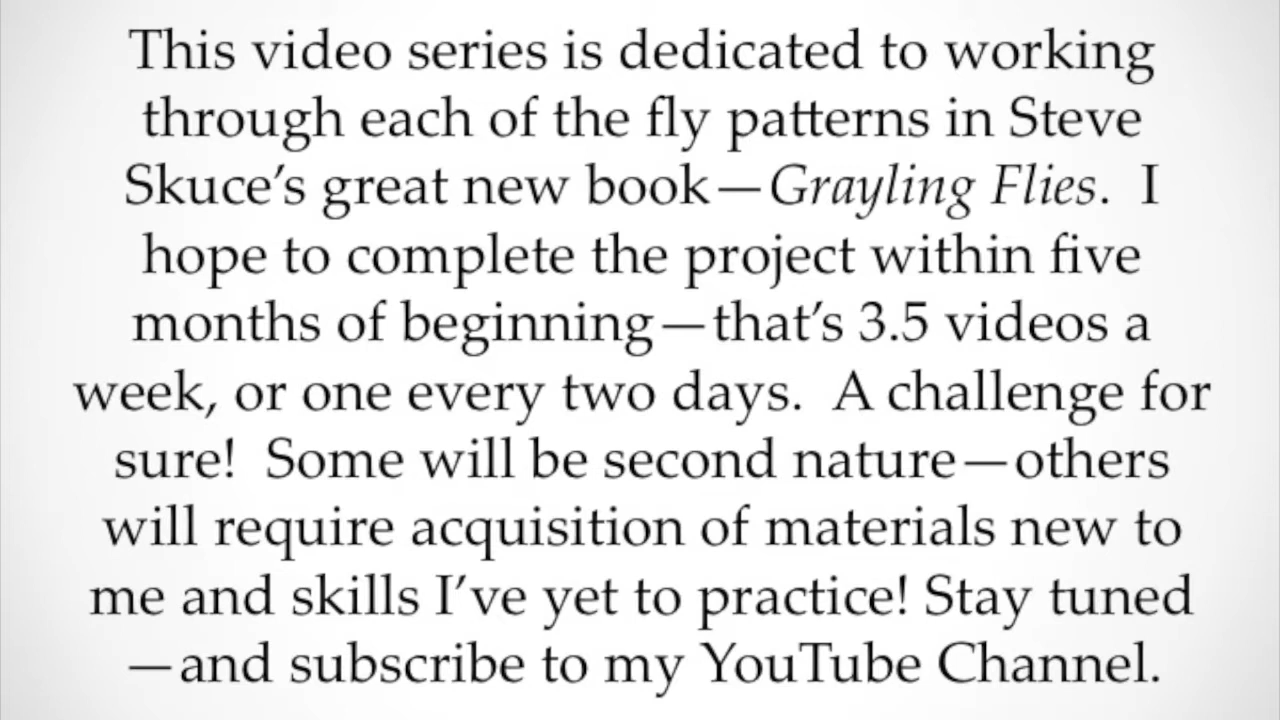 This video series is dedicated to working
through each of the fly patterns in Steve
Skuce’s great new book—Grayling Flies.  I
hope to complete the project within five
months of beginning—that’s 3.5 videos a
week, or one every two days.  A challenge for
sure!  Some will be second nature—others
will require acquisition of materials new to
me and skills I’ve yet to practice! Stay tuned
—and subscribe to my YouTube Channel.